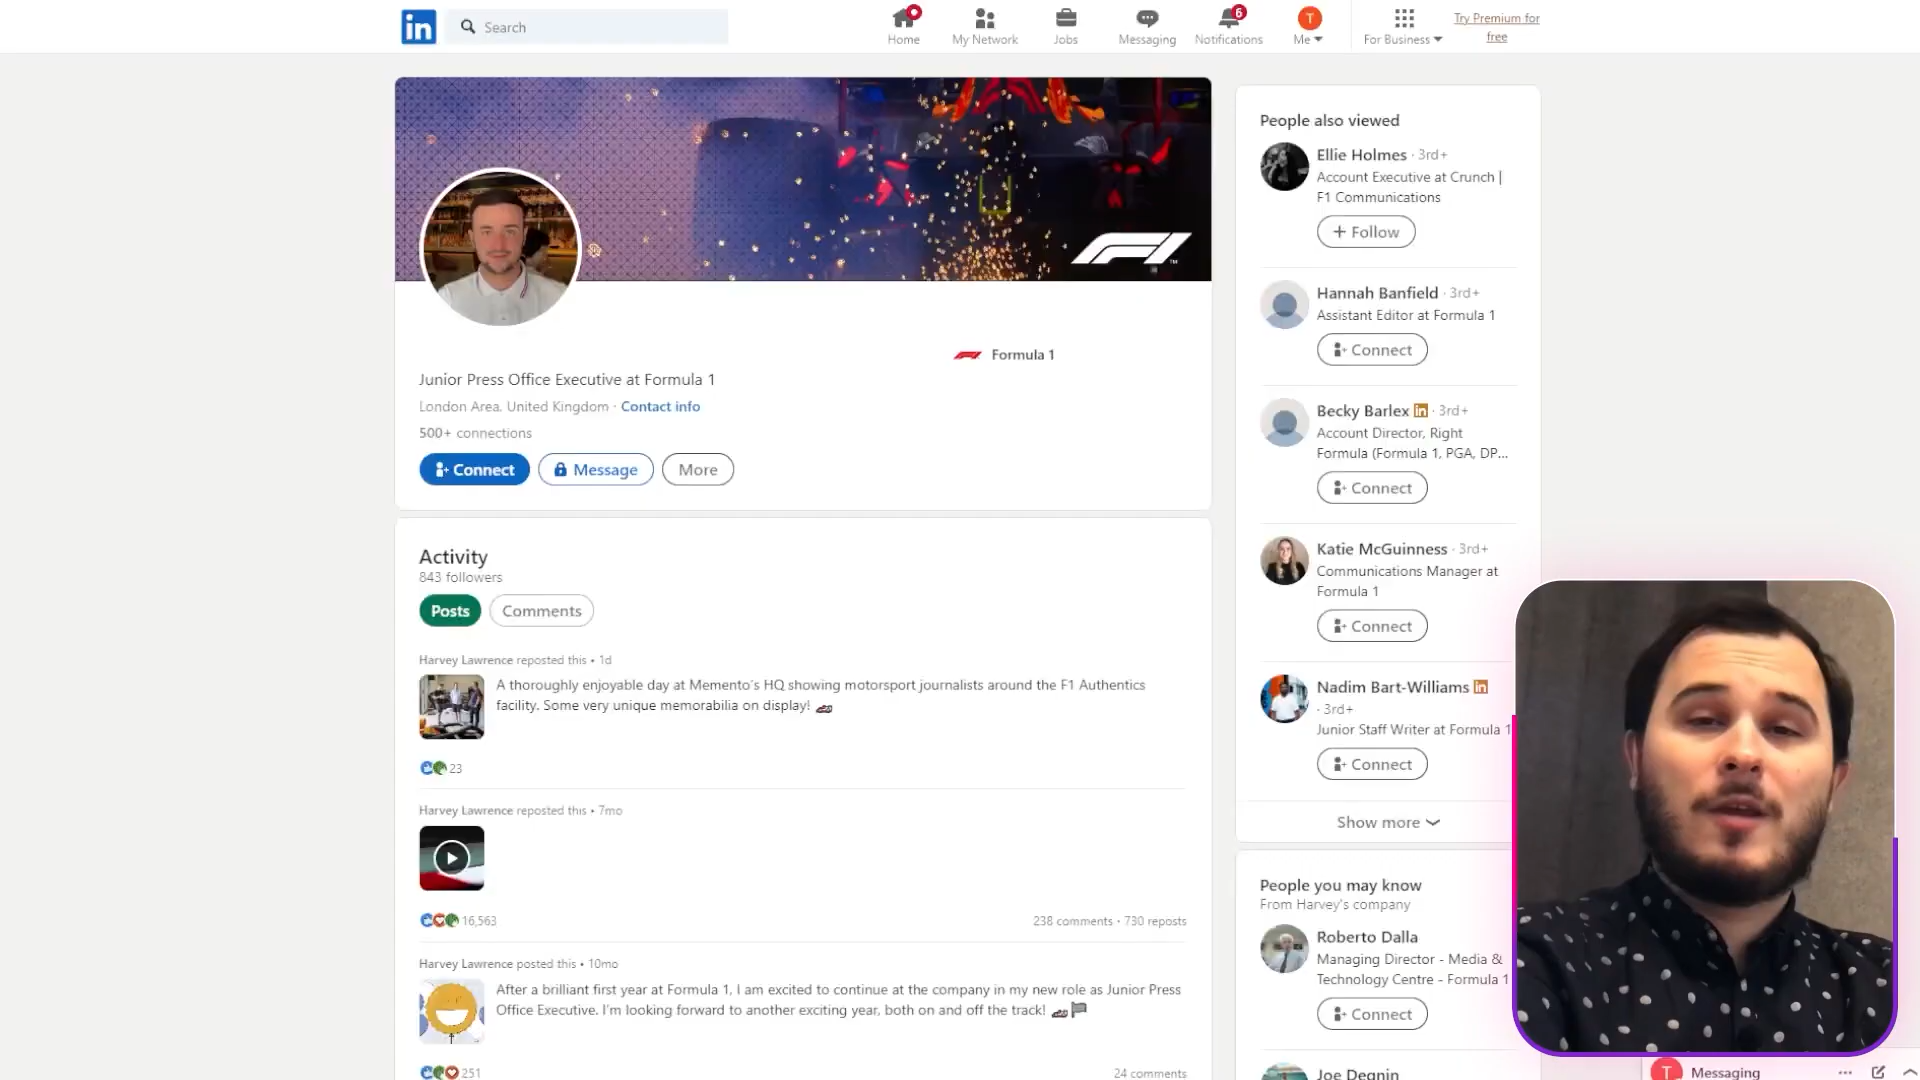 in
Search
Home
My Network
Jobs
Messaging
6
Notifications
T
Me
For Business
Try Premium for
free
F1
Formula 1
Junior Press Office Executive at Formula 1
London Area, United Kingdom · Contact info
500+ connections
Connect
Message
More
Activity
843 followers
Posts
Comments
Harvey Lawrence reposted this • 1d
A thoroughly enjoyable day at Memento's HQ showing motorsport journalists around the F1 Authentics
facility. Some very unique memorabilia on display!
23
Harvey Lawrence reposted this • 7mo
16,563
238 comments • 730 reposts
Harvey Lawrence posted this • 10mo
After a brilliant first year at Formula 1, I am excited to continue at the company in my new role as Junior Press
Office Executive. I'm looking forward to another exciting year, both on and off the track!
251
24 comments
People also viewed
Ellie Holmes · 3rd+
Account Executive at Crunch |
F1 Communications
+ Follow
Hannah Banfield · 3rd+
Assistant Editor at Formula 1
Connect
Becky Barlex in · 3rd+
Account Director, Right
Formula (Formula 1, PGA, DP...
Connect
Katie McGuinness · 3rd+
Communications Manager at
Formula 1
Connect
Nadim Bart-Williams in
· 3rd+
Junior Staff Writer at Formula 1
Connect
Show more
People you may know
From Harvey's company
Roberto Dalla
Managing Director - Media &
Technology Centre - Formula 1
Connect
Joe Degnin
T
Messaging